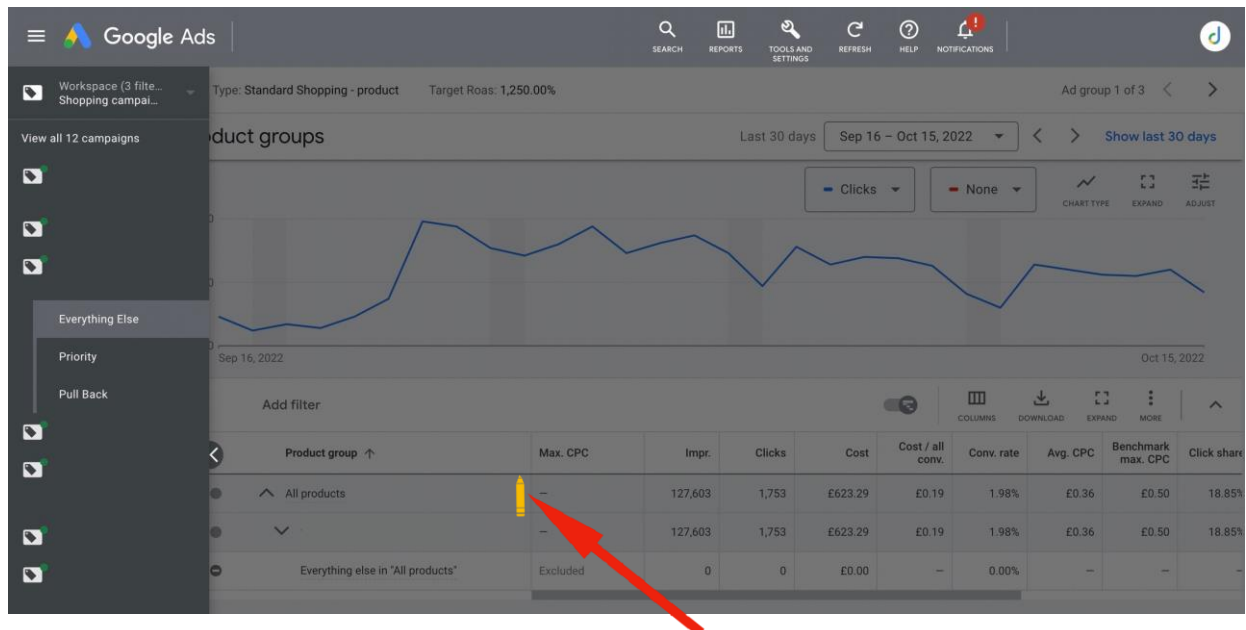 Google Ads
SEARCH
REPORTS
TOOLS AND
SETTINGS
REFRESH
HELP
NOTIFICATIONS
Workspace (3 filte...
Shopping campai...
Type: Standard Shopping - product
Target Roas: 1,250.00%
Ad group 1 of 3
View all 12 campaigns
duct groups
Last 30 days
Sep 16 – Oct 15, 2022
Show last 30 days
Clicks
None
CHART TYPE
EXPAND
ADJUST
0
0
0
Everything Else
Priority
Pull Back
Sep 16, 2022
Oct 15, 2022
Add filter
COLUMNS
DOWNLOAD
EXPAND
MORE
Product group
Max. CPC
Impr.
Clicks
Cost
Cost / all
conv.
Conv. rate
Avg. CPC
Benchmark
max. CPC
Click share
All products – 127,603 1,753 £623.29 £0.19 1.98% £0.36 £0.50 18.85%
– 127,603 1,753 £623.29 £0.19 1.98% £0.36 £0.50 18.85%
Everything else in "All products" Excluded 0 0 £0.00 – 0.00% – – –